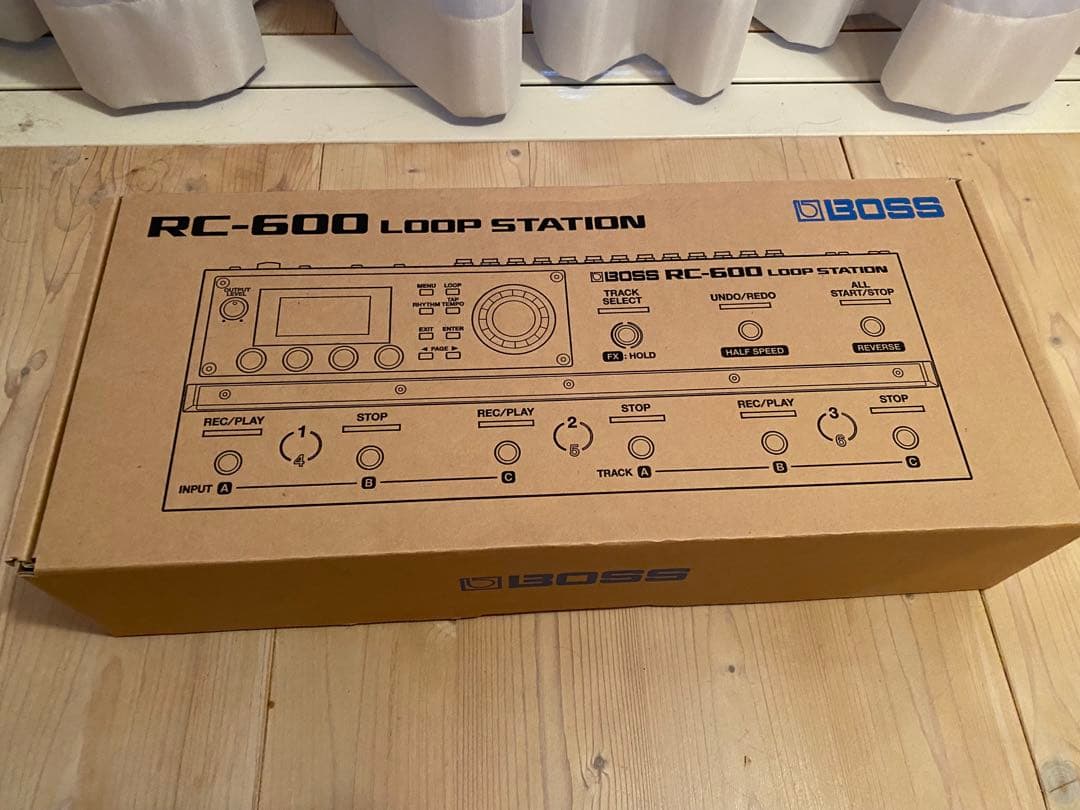 RC-600 LOOP STATION
BOSS
BOSS RC-600 LOOP STATION
OUTPUT
LEVEL
MENU LOOP
RHYTHM TAP TEMPO
EXIT ENTER
◀ PAGE ▶
TRACK
SELECT
FX : HOLD
UNDO/REDO
HALF SPEED
ALL
START/STOP
REVERSE
REC/PLAY
1
4
STOP
REC/PLAY
2
5
STOP
REC/PLAY
3
6
STOP
INPUT A B C
TRACK A B C
BOSS